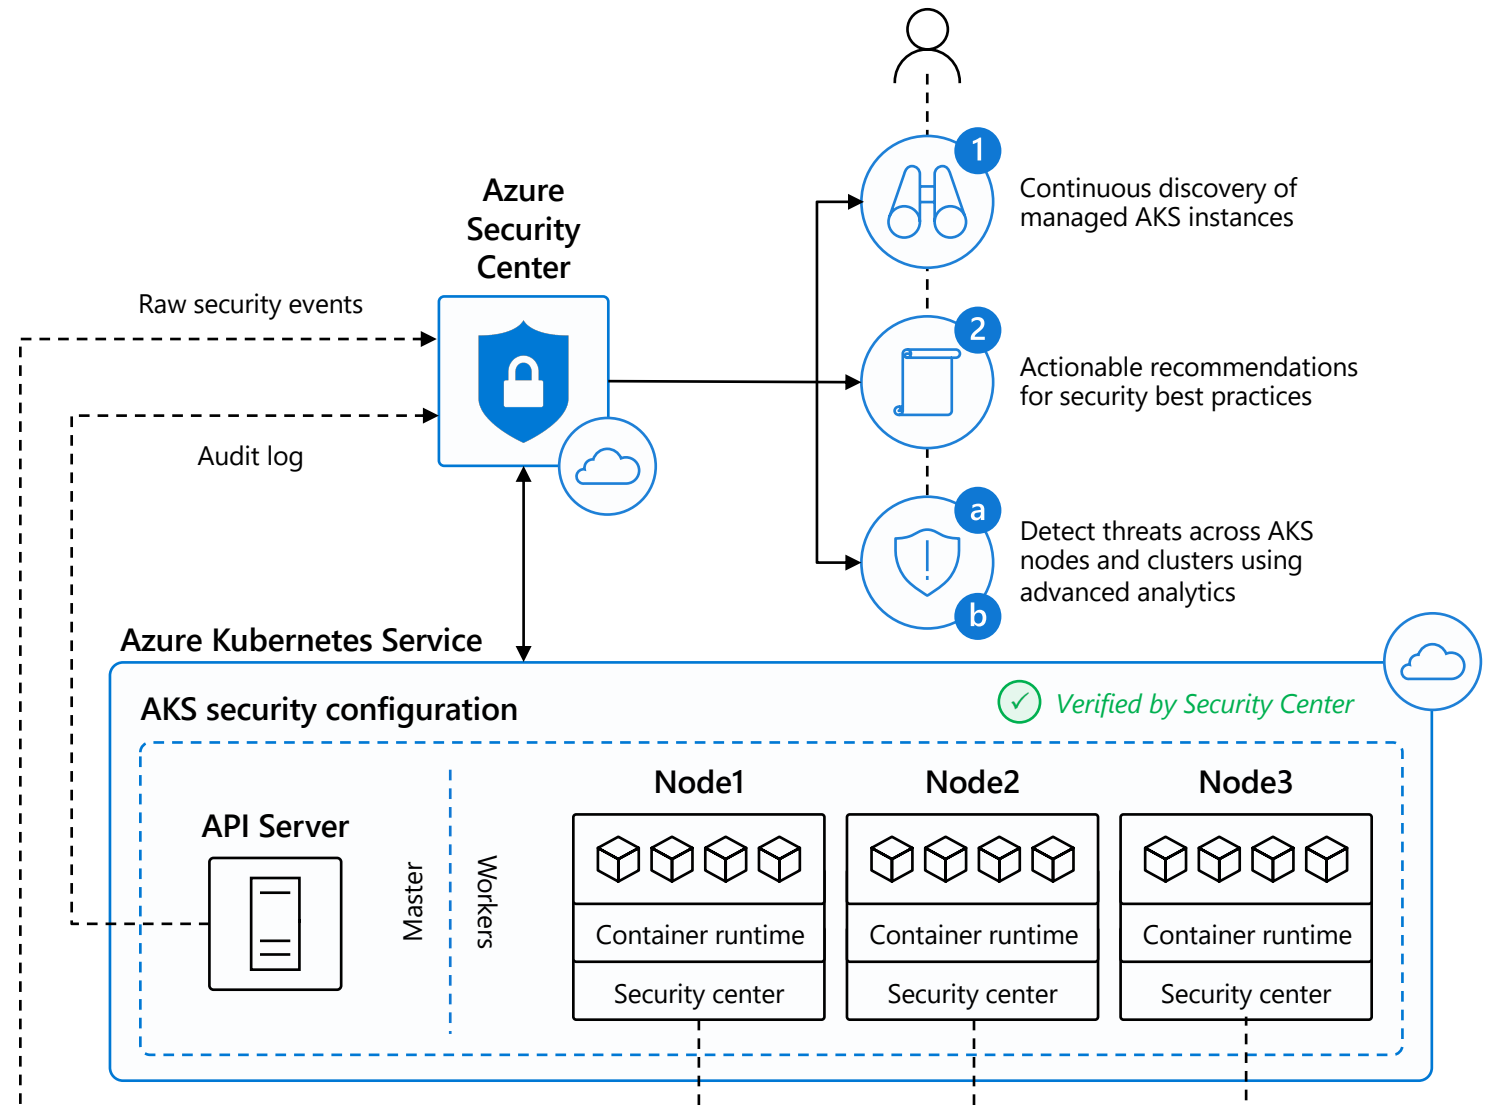 1
Continuous discovery of
managed AKS instances
Azure
Security
Center
Raw security events
2
Actionable recommendations
for security best practices
Audit log
a
Detect threats across AKS
nodes and clusters using
advanced analytics
b
Azure Kubernetes Service
AKS security configuration
✓ Verified by Security Center
API Server
Master
Workers
Node1
Container runtime
Security center
Node2
Container runtime
Security center
Node3
Container runtime
Security center